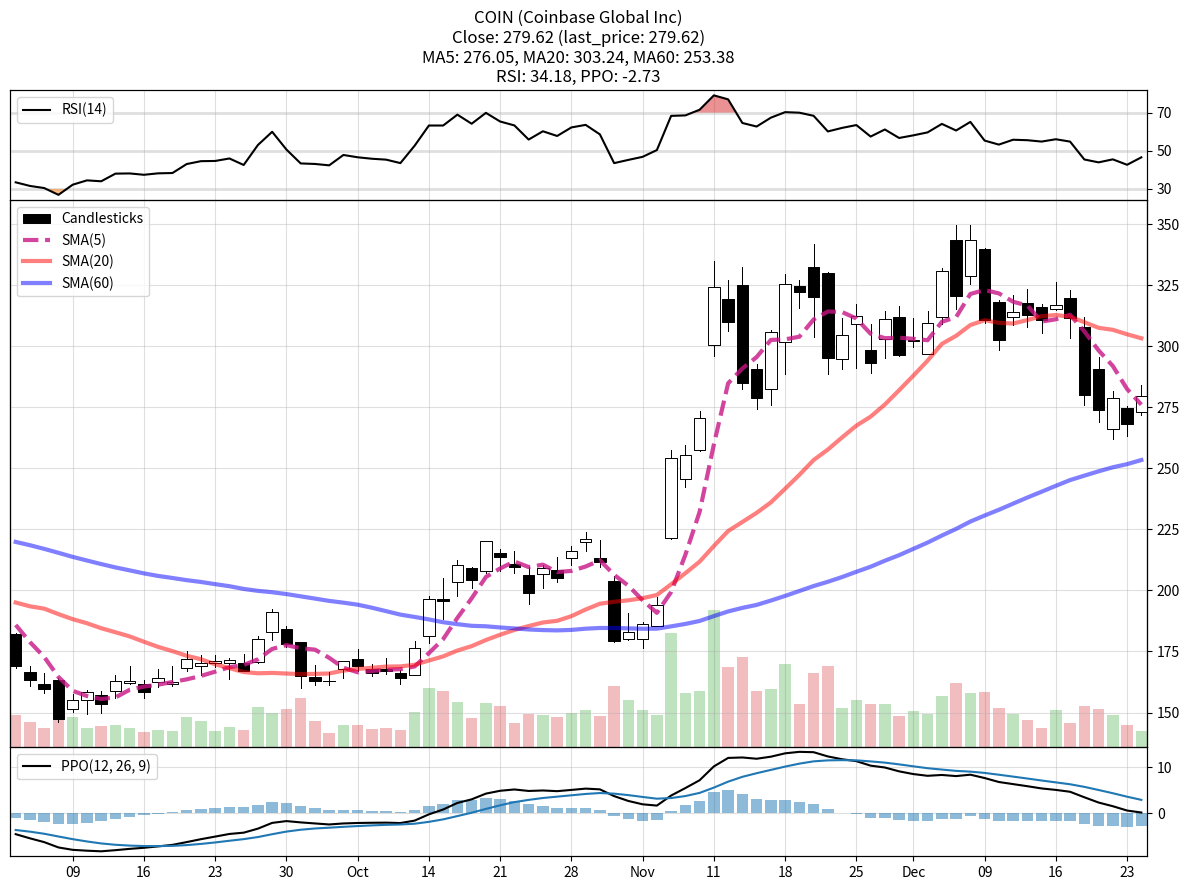 COIN (Coinbase Global Inc)
Close: 279.62 (last_price: 279.62)
MA5: 276.05, MA20: 303.24, MA60: 253.38
RSI: 34.18, PPO: -2.73
RSI(14)
70
50
30
Candlesticks
SMA(5)
SMA(20)
SMA(60)
350
325
300
275
250
225
200
175
150
PPO(12, 26, 9)
10
0
09 16 23 30 Oct 14 21 28 Nov 11 18 25 Dec 09 16 23